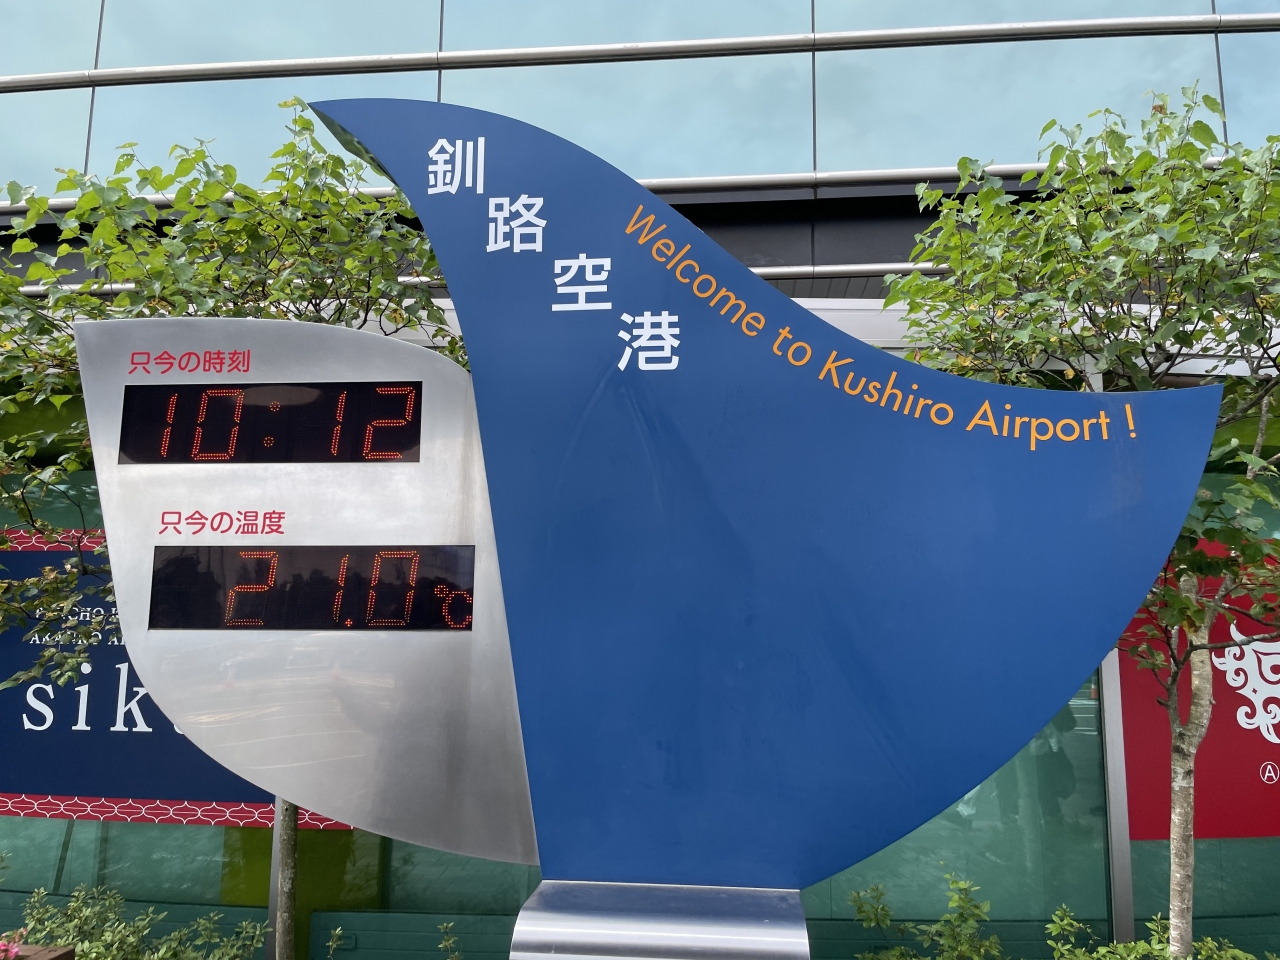 釧路空港
Welcome to Kushiro Airport !
只今の時刻
10:12
只今の温度
21.0℃
sik